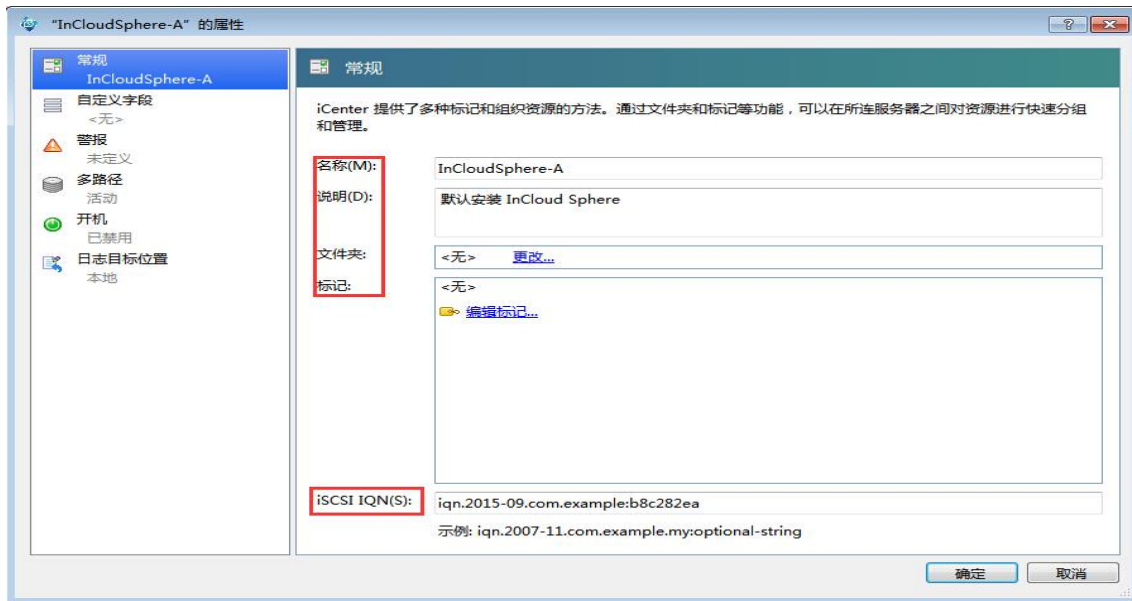 “InCloudSphere-A” 的属性
常规
InCloudSphere-A
自定义字段
<无>
警报
未定义
多路径
活动
开机
已禁用
日志目标位置
本地
常规
iCenter 提供了多种标记和组织资源的方法。通过文件夹和标记等功能，可以在所连服务器之间对资源进行快速分组
和管理。
名称(M):
InCloudSphere-A
说明(D):
默认安装 InCloud Sphere
文件夹:
<无> 更改...
标记:
<无>
编辑标记...
iSCSI IQN(S):
iqn.2015-09.com.example:b8c282ea
示例: iqn.2007-11.com.example.my:optional-string
确定 取消